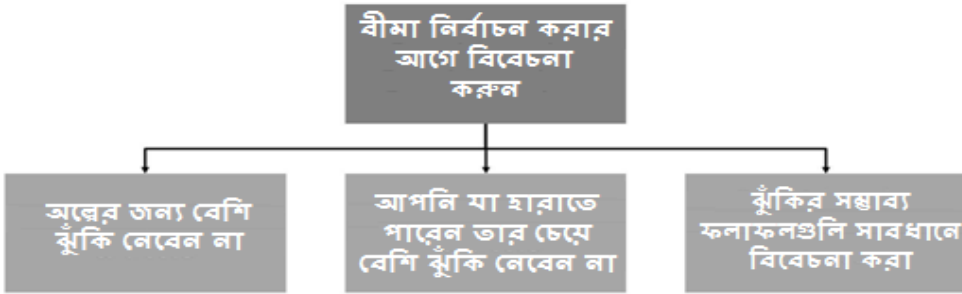 বীমা নির্বাচন করার
আগে বিবেচনা
করুন
অল্পের জন্য বেশি
ঝুঁকি নেবেন না
আপনি যা হারাতে
পারেন তার চেয়ে
বেশি ঝুঁকি নেবেন না
ঝুঁকির সম্ভাব্য
ফলাফলগুলি সাবধানে
বিবেচনা করা